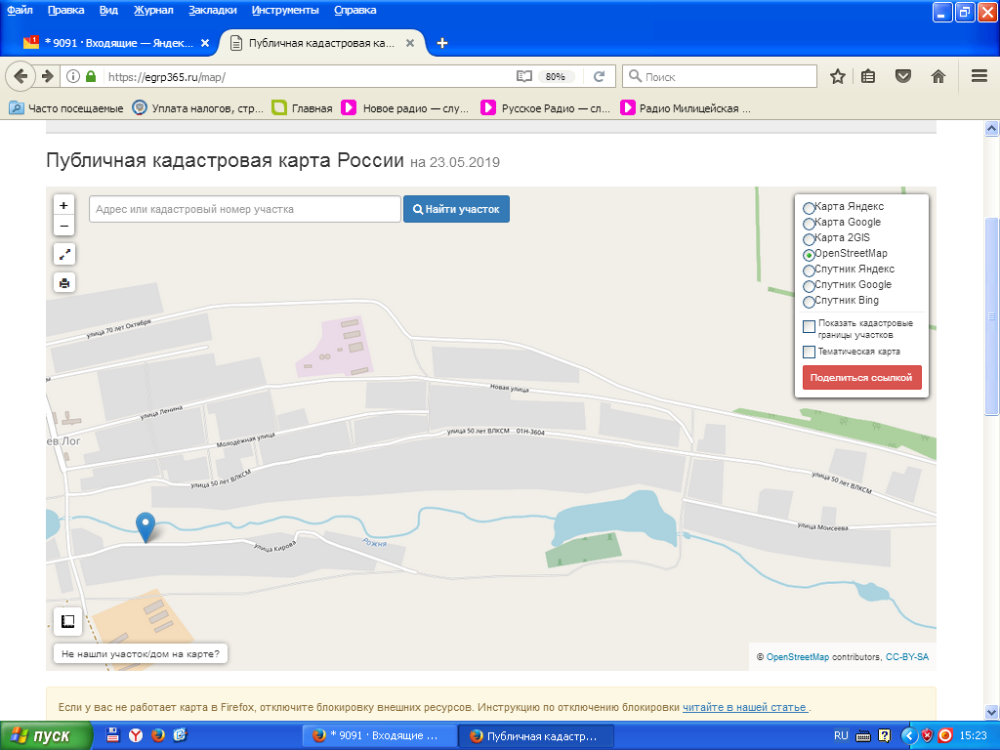 Файл Правка Вид Журнал Закладки Инструменты Справка
* 9091 · Входящие — Яндек...
Публичная кадастровая ка...
https://egrp365.ru/map/
80%
Поиск
Часто посещаемые
Уплата налогов, стр...
Главная
Новое радио — слу...
Русское Радио — сл...
Радио Милицейская ...
Публичная кадастровая карта России на 23.05.2019
+
−
Адрес или кадастровый номер участка
Найти участок
Карта Яндекс
Карта Google
Карта 2GIS
OpenStreetMap
Спутник Яндекс
Спутник Google
Спутник Bing
Показать кадастровые
границы участков
Тематическая карта
Поделиться ссылкой
улица 70 лет Октября
Новая улица
улица Ленина
Молодёжная улица
ев Лог
улица 50 лет ВЛКСМ 01Н-3604
улица 50 лет ВЛКСМ
улица 50 лет ВЛКСМ
улица Моисеева
Рожня
улица Кирова
Не нашли участок/дом на карте?
© OpenStreetMap contributors, CC-BY-SA
Если у вас не работает карта в Firefox, отключите блокировку внешних ресурсов. Инструкцию по отключению блокировки читайте в нашей статье .
пуск
* 9091 · Входящие ...
Публичная кадастр...
RU
15:23